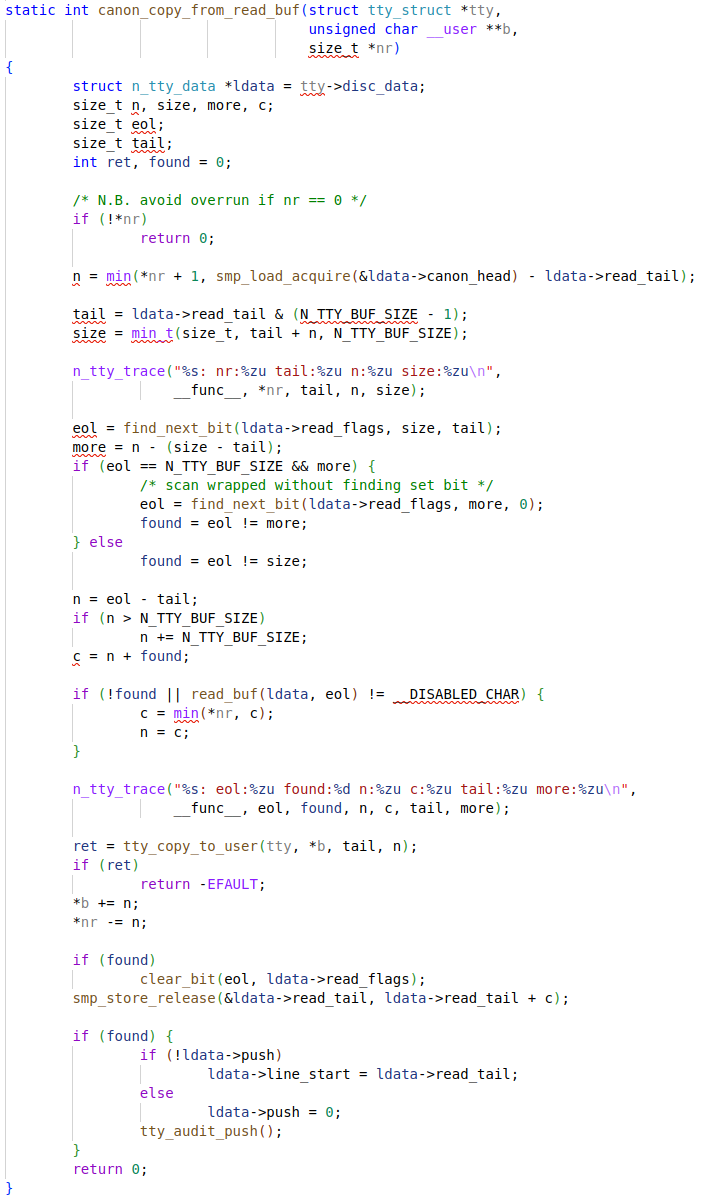 static int canon_copy_from_read_buf(struct tty_struct *tty,
                                    unsigned char __user **b,
                                    size_t *nr)
{
        struct n_tty_data *ldata = tty->disc_data;
        size_t n, size, more, c;
        size_t eol;
        size_t tail;
        int ret, found = 0;

        /* N.B. avoid overrun if nr == 0 */
        if (!*nr)
                return 0;

        n = min(*nr + 1, smp_load_acquire(&ldata->canon_head) - ldata->read_tail);

        tail = ldata->read_tail & (N_TTY_BUF_SIZE - 1);
        size = min_t(size_t, tail + n, N_TTY_BUF_SIZE);

        n_tty_trace("%s: nr:%zu tail:%zu n:%zu size:%zu\n",
                    __func__, *nr, tail, n, size);

        eol = find_next_bit(ldata->read_flags, size, tail);
        more = n - (size - tail);
        if (eol == N_TTY_BUF_SIZE && more) {
                /* scan wrapped without finding set bit */
                eol = find_next_bit(ldata->read_flags, more, 0);
                found = eol != more;
        } else
                found = eol != size;

        n = eol - tail;
        if (n > N_TTY_BUF_SIZE)
                n += N_TTY_BUF_SIZE;
        c = n + found;

        if (!found || read_buf(ldata, eol) != __DISABLED_CHAR) {
                c = min(*nr, c);
                n = c;
        }

        n_tty_trace("%s: eol:%zu found:%d n:%zu c:%zu tail:%zu more:%zu\n",
                    __func__, eol, found, n, c, tail, more);

        ret = tty_copy_to_user(tty, *b, tail, n);
        if (ret)
                return -EFAULT;
        *b += n;
        *nr -= n;

        if (found)
                clear_bit(eol, ldata->read_flags);
        smp_store_release(&ldata->read_tail, ldata->read_tail + c);

        if (found) {
                if (!ldata->push)
                        ldata->line_start = ldata->read_tail;
                else
                        ldata->push = 0;
                tty_audit_push();
        }
        return 0;
}